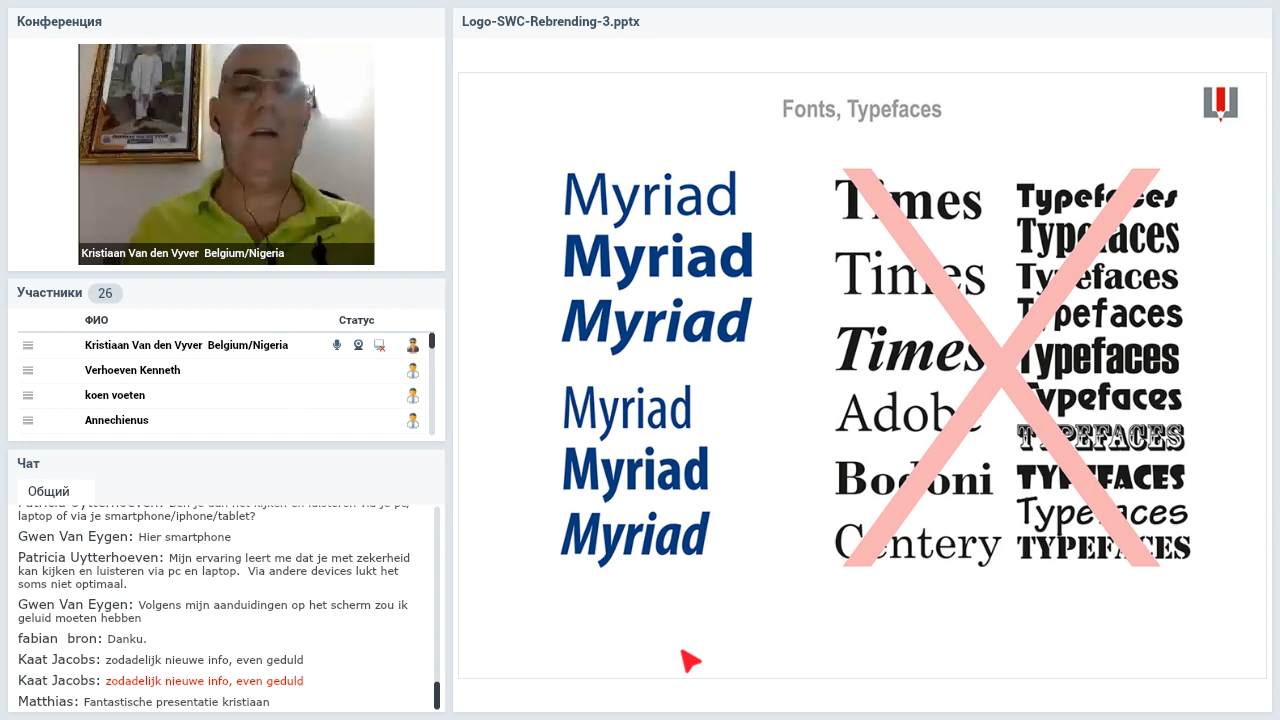 Конференция
Kristiaan Van den Vyver Belgium/Nigeria
Участники 26
ФИО Статус
Kristiaan Van den Vyver Belgium/Nigeria
Verhoeven Kenneth
koen voeten
Annechienus
Чат
Общий
laptop of via je smartphone/iphone/tablet?
Gwen Van Eygen: Hier smartphone
Patricia Uytterhoeven: Mijn ervaring leert me dat je met zekerheid
kan kijken en luisteren via pc en laptop. Via andere devices lukt het
soms niet optimaal.
Gwen Van Eygen: Volgens mijn aanduidingen op het scherm zou ik
geluid moeten hebben
fabian bron: Danku.
Kaat Jacobs: zodadelijk nieuwe info, even geduld
Kaat Jacobs: zodadelijk nieuwe info, even geduld
Matthias: Fantastische presentatie kristiaan
Logo-SWC-Rebrending-3.pptx
Fonts, Typefaces
Myriad
Myriad
Myriad
Myriad
Myriad
Myriad
Times
Times
Times
Adobe
Bodoni
Centery
Typefaces
Typefaces
Typefaces
Typefaces
Typefaces
Typefaces
TYPEFACES
TYPEFACES
Typefaces
TYPEFACES